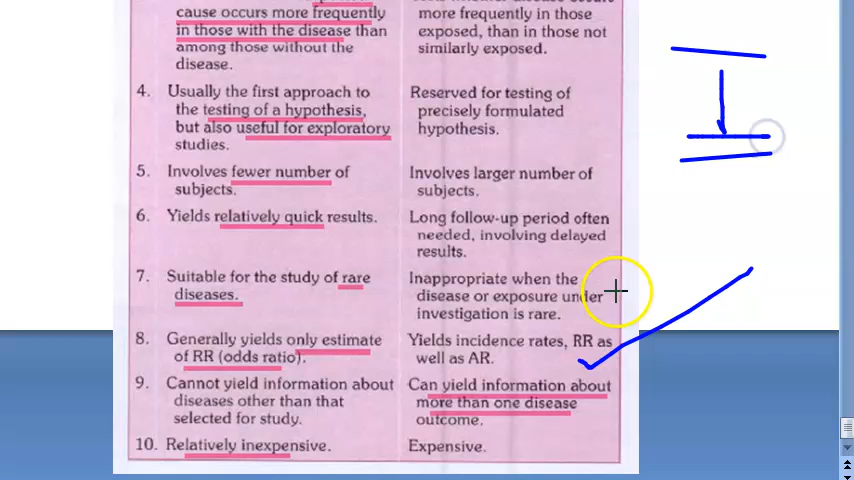 cause occurs more frequently
in those with the disease than
among those without the
disease.
more frequently in those
exposed, than in those not
similarly exposed.
4. Usually the first approach to
the testing of a hypothesis,
but also useful for exploratory
studies.
Reserved for testing of
precisely formulated
hypothesis.
5. Involves fewer number of
subjects.
Involves larger number of
subjects.
6. Yields relatively quick results.
Long follow-up period often
needed, involving delayed
results.
7. Suitable for the study of rare
diseases.
Inappropriate when the
disease or exposure under
investigation is rare.
8. Generally yields only estimate
of RR (odds ratio).
Yields incidence rates, RR as
well as AR.
9. Cannot yield information about
diseases other than that
selected for study.
Can yield information about
more than one disease
outcome.
10. Relatively inexpensive.
Expensive.